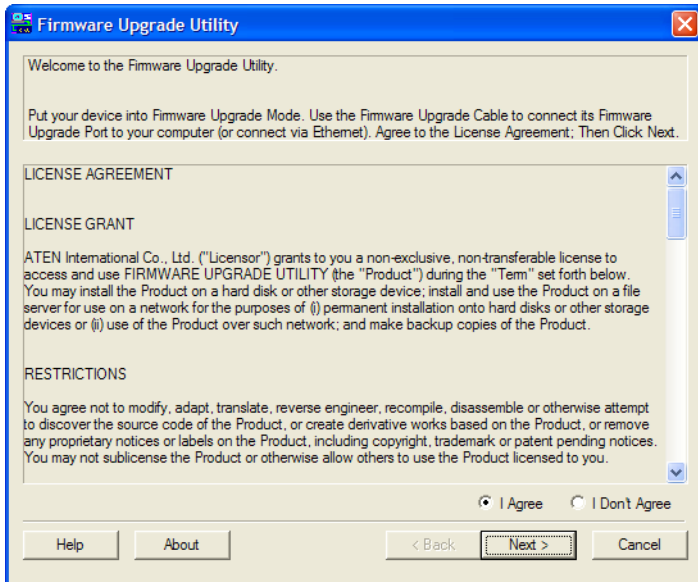 Firmware Upgrade Utility
Welcome to the Firmware Upgrade Utility.
Put your device into Firmware Upgrade Mode. Use the Firmware Upgrade Cable to connect its Firmware
Upgrade Port to your computer (or connect via Ethernet). Agree to the License Agreement; Then Click Next.
LICENSE AGREEMENT
LICENSE GRANT
ATEN International Co., Ltd. ("Licensor") grants to you a non-exclusive, non-transferable license to
access and use FIRMWARE UPGRADE UTILITY (the "Product") during the "Term" set forth below.
You may install the Product on a hard disk or other storage device; install and use the Product on a file
server for use on a network for the purposes of (i) permanent installation onto hard disks or other storage
devices or (ii) use of the Product over such network; and make backup copies of the Product.
RESTRICTIONS
You agree not to modify, adapt, translate, reverse engineer, recompile, disassemble or otherwise attempt
to discover the source code of the Product, or create derivative works based on the Product, or remove
any proprietary notices or labels on the Product, including copyright, trademark or patent pending notices.
You may not sublicense the Product or otherwise allow others to use the Product licensed to you.
I Agree I Don't Agree
Help About < Back Next > Cancel